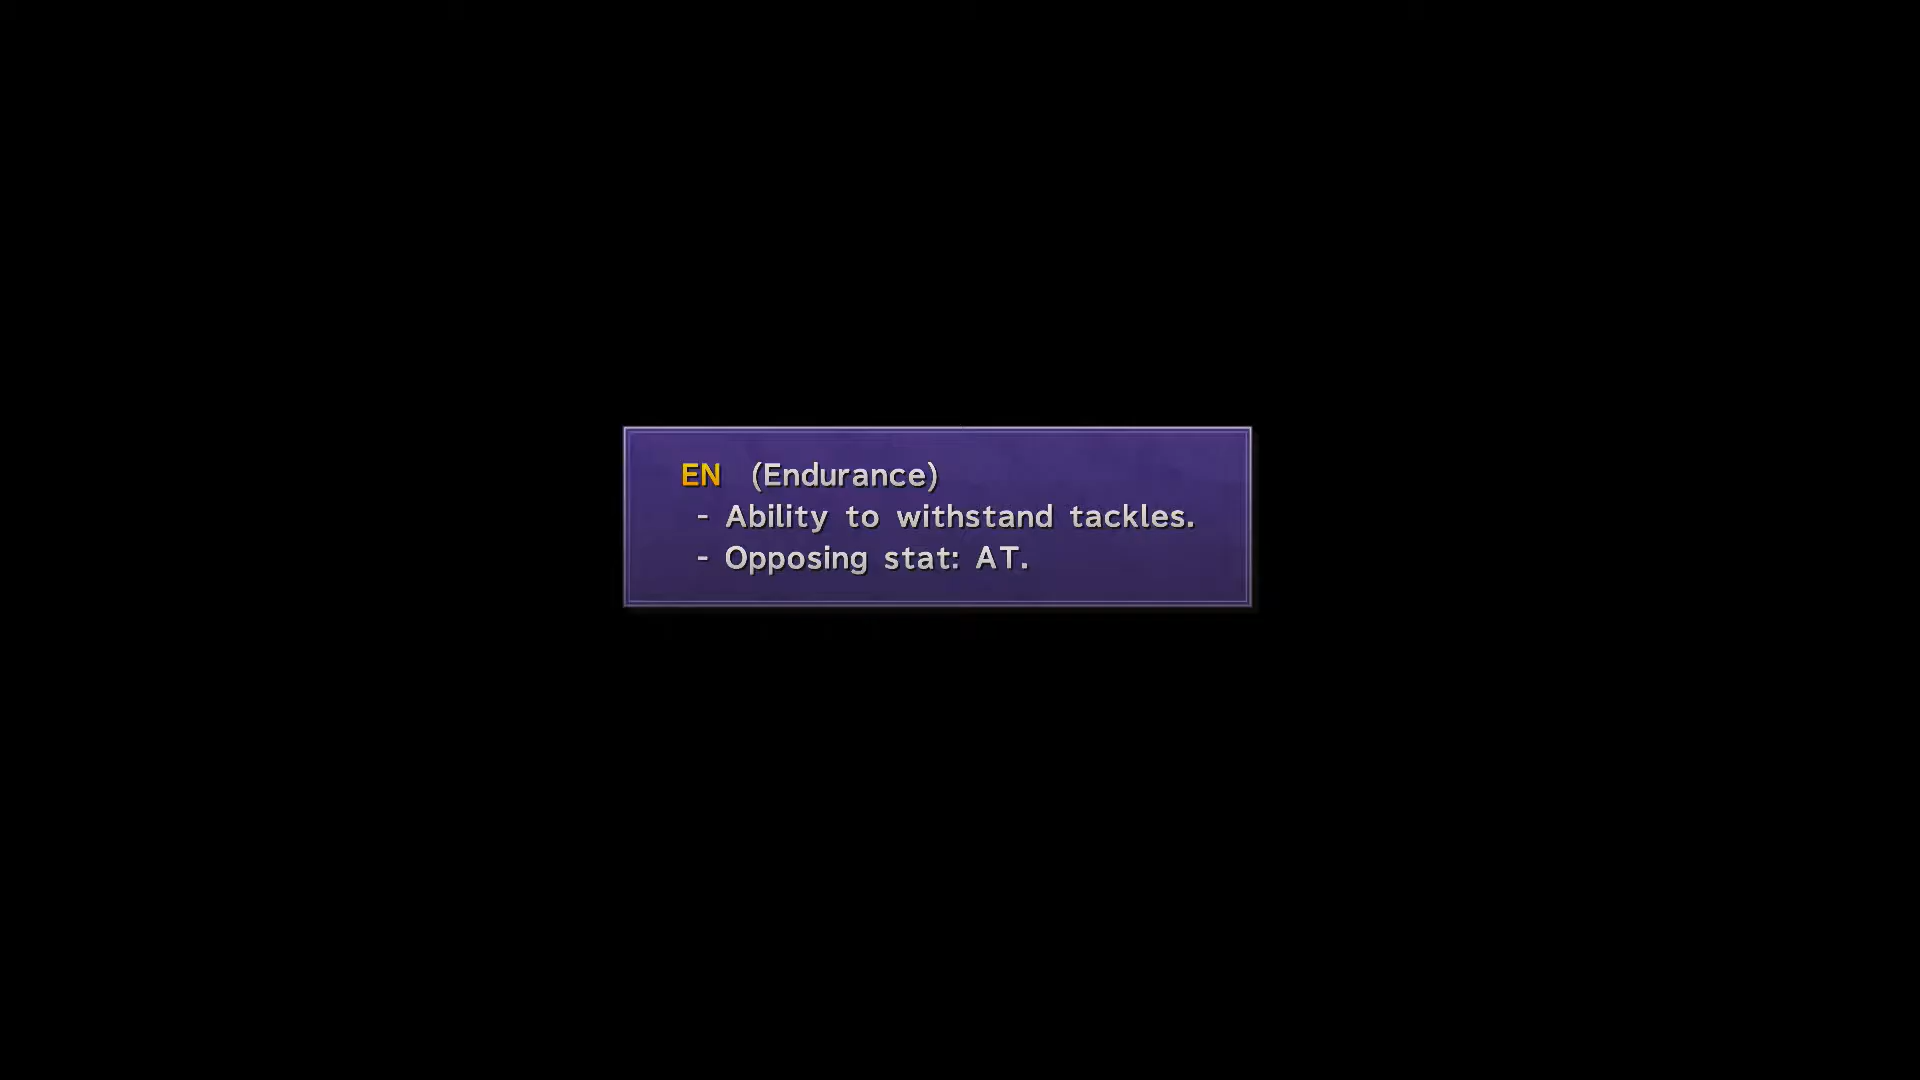 EN (Endurance)
- Ability to withstand tackles.
- Opposing stat: AT.